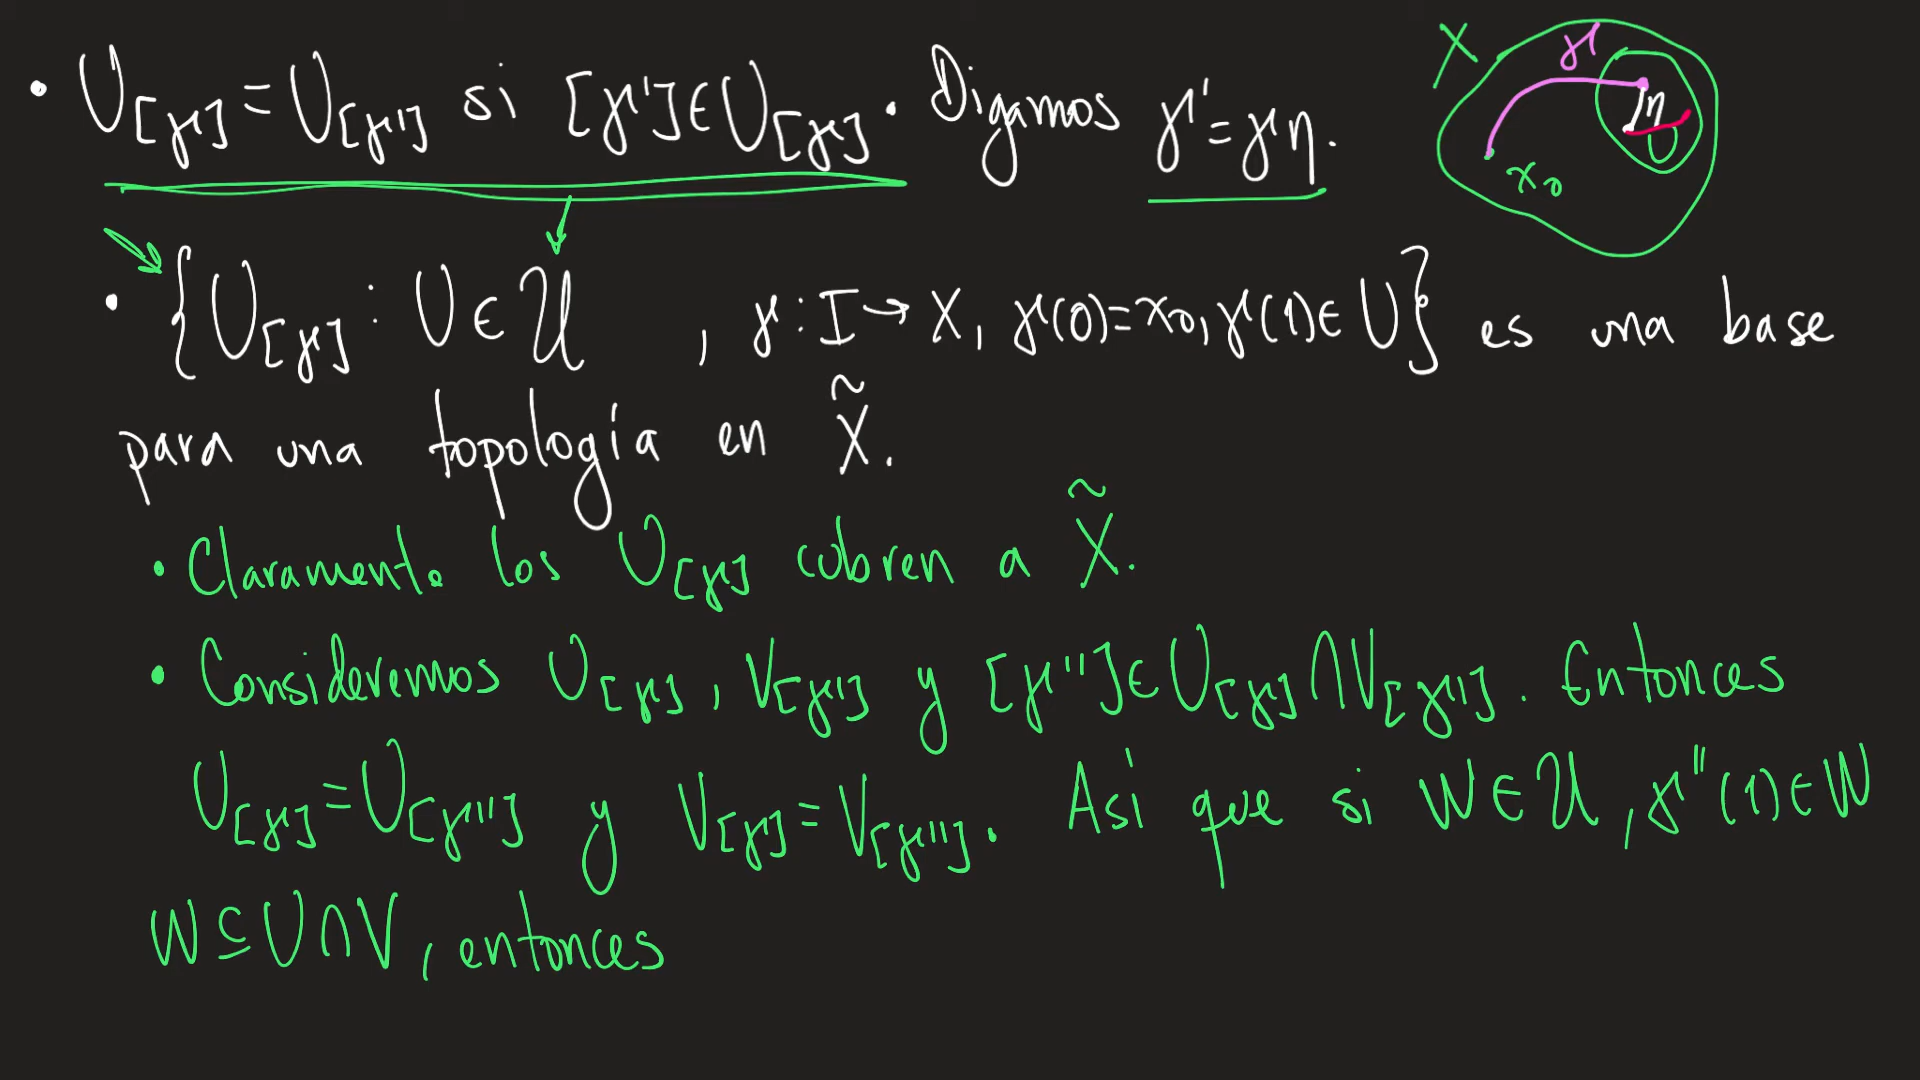 • U[γ] = U[γ'] si [γ'] ∈ U[γ]. Digamos γ' = γη.
X γ η U x₀
• {U[γ] : U ∈ 𝒰 , γ : I → X, γ(0) = x₀, γ(1) ∈ U} es una base
para una topología en X̃.
• Claramente los U[γ] cubren a X̃.
• Consideremos U[γ], V[γ'] y [γ''] ∈ U[γ] ∩ V[γ']. Entonces
U[γ] = U[γ''] y V[γ] = V[γ'']. Así que si W ∈ 𝒰, γ''(1) ∈ W
W ⊆ U ∩ V, entonces